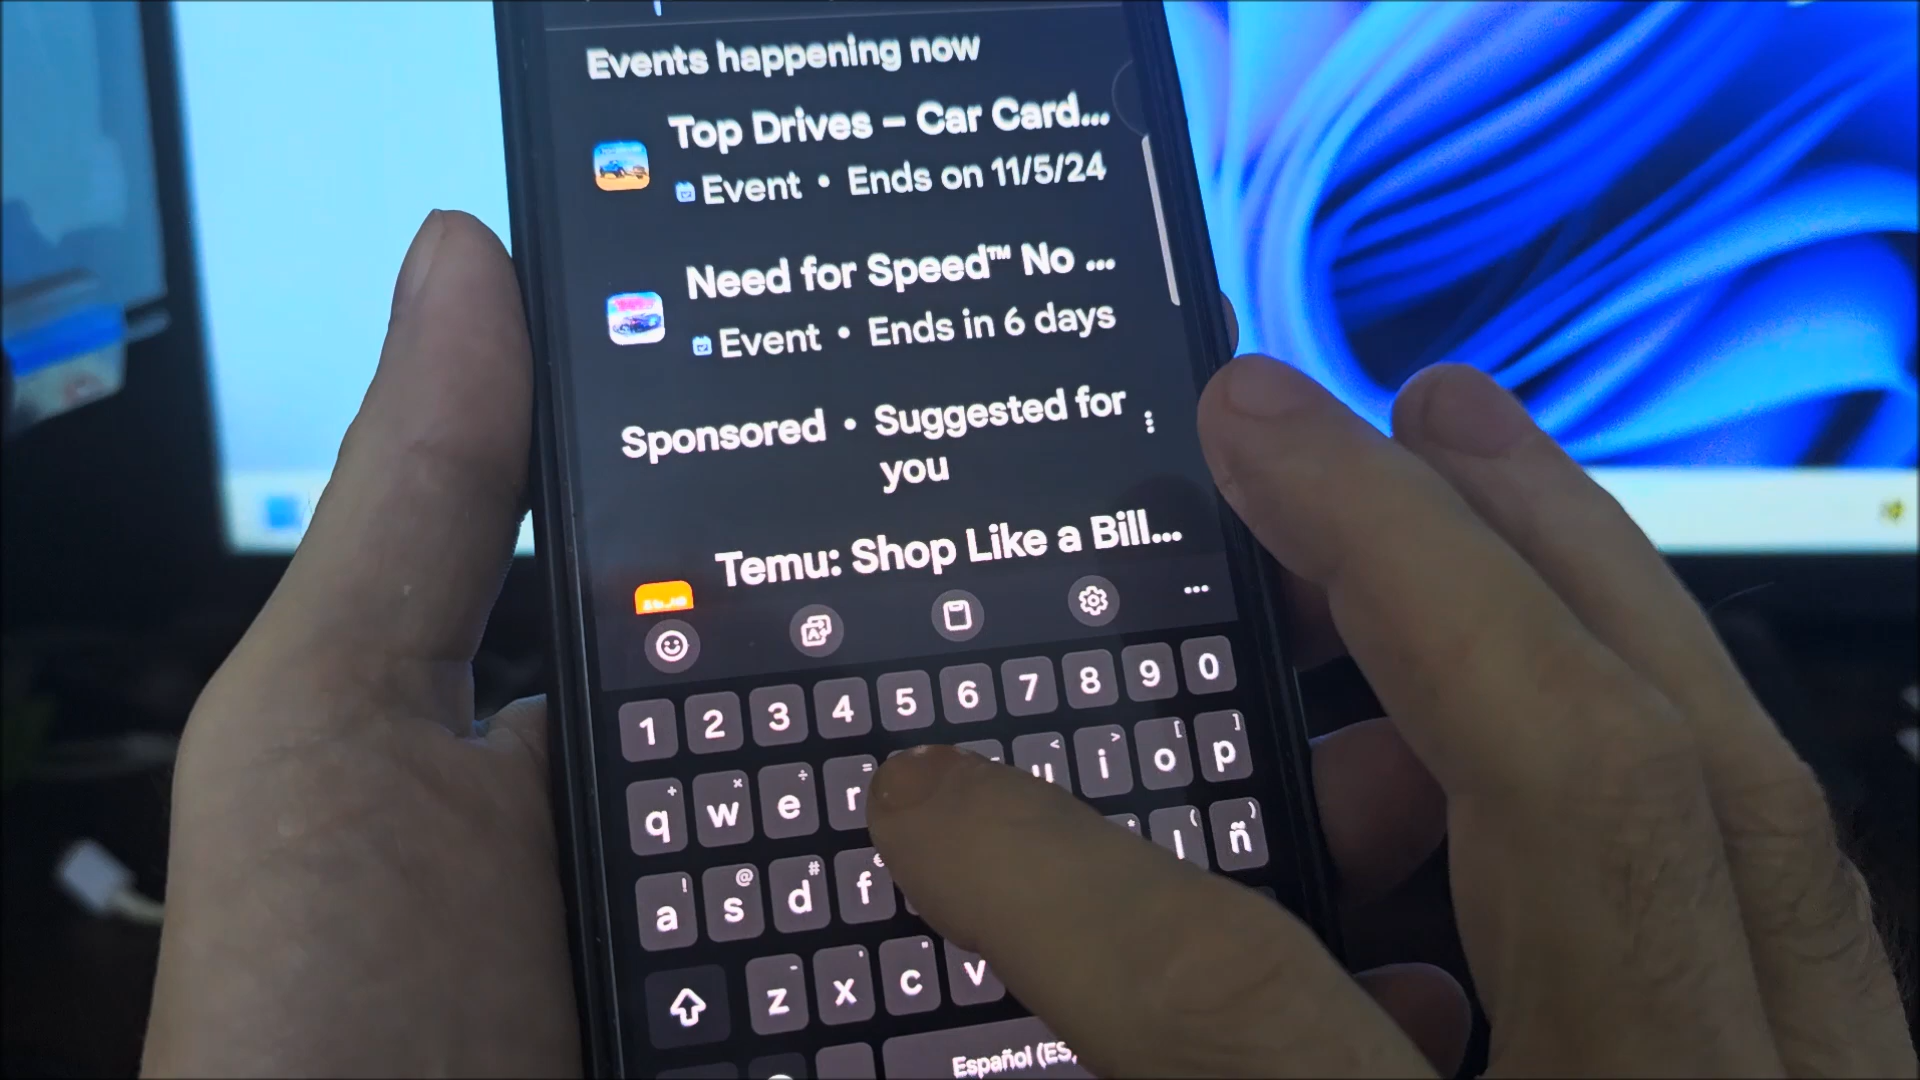 Events happening now
Top Drives – Car Card...
Event • Ends on 11/5/24
Need for Speed™ No ...
Event • Ends in 6 days
Sponsored • Suggested for
you
Temu: Shop Like a Bill...
1 2 3 4 5 6 7 8 9 0
+ × ÷ = < > [ ]
q w e r u i o p
! @ # € * ( )
a s d f l ñ
- ' "
z x c v
Español (ES,